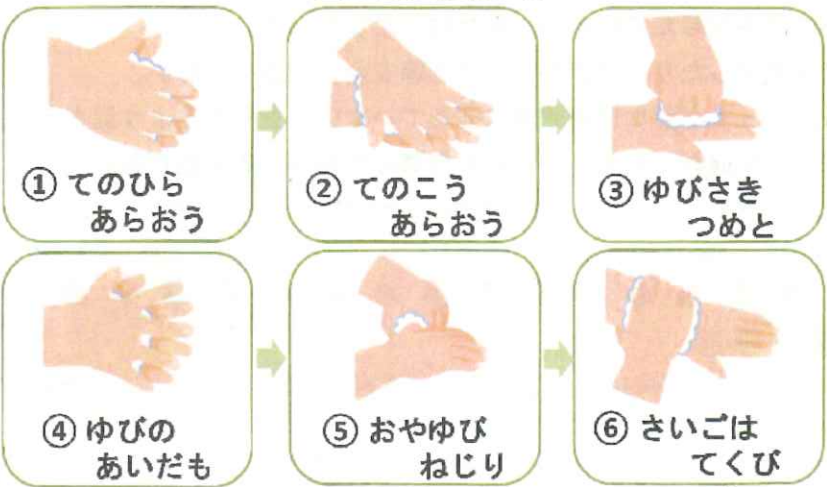 ① てのひら
あらおう
② てのこう
あらおう
③ ゆびさき
つめと
④ ゆびの
あいだも
⑤ おやゆび
ねじり
⑥ さいごは
てくび